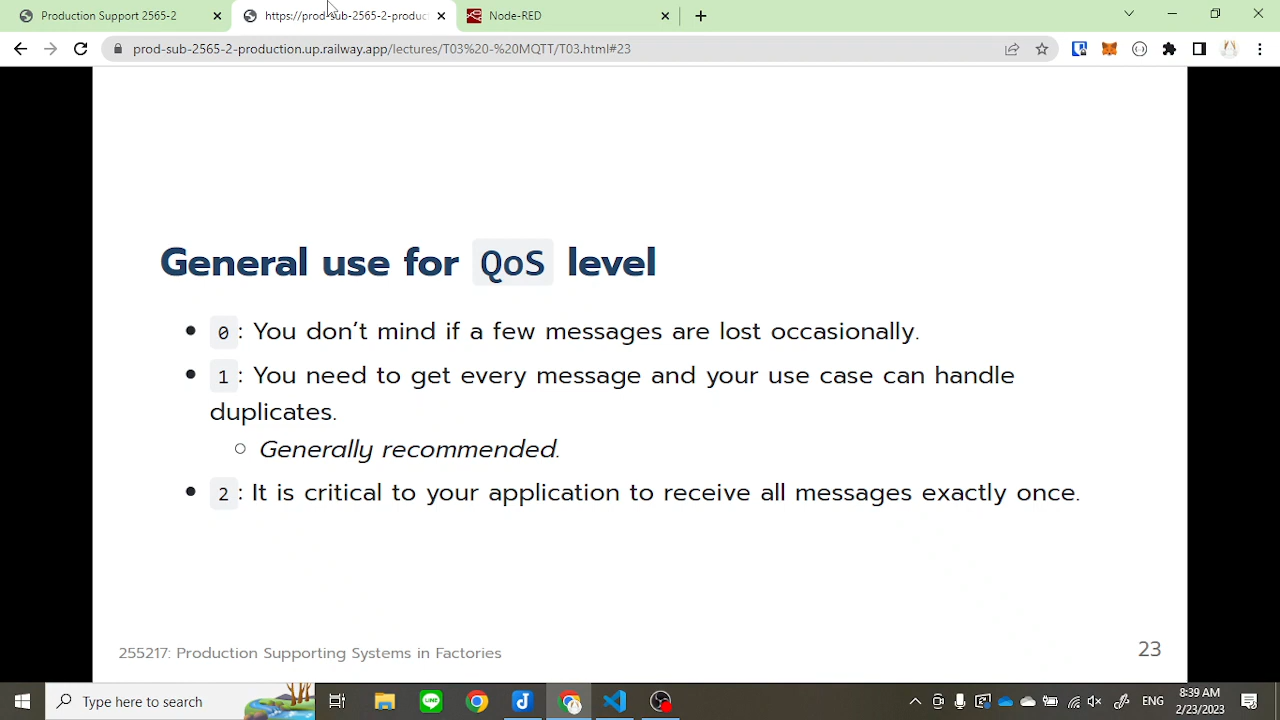 Production Support 2565-2
https://prod-sub-2565-2-produc
Node-RED
prod-sub-2565-2-production.up.railway.app/lectures/T03%20-%20MQTT/T03.html#23
General use for QoS level
0: You don't mind if a few messages are lost occasionally.
1: You need to get every message and your use case can handle
duplicates.
Generally recommended.
2: It is critical to your application to receive all messages exactly once.
255217: Production Supporting Systems in Factories
23
Type here to search
LINE
ENG
8:39 AM
2/23/2023